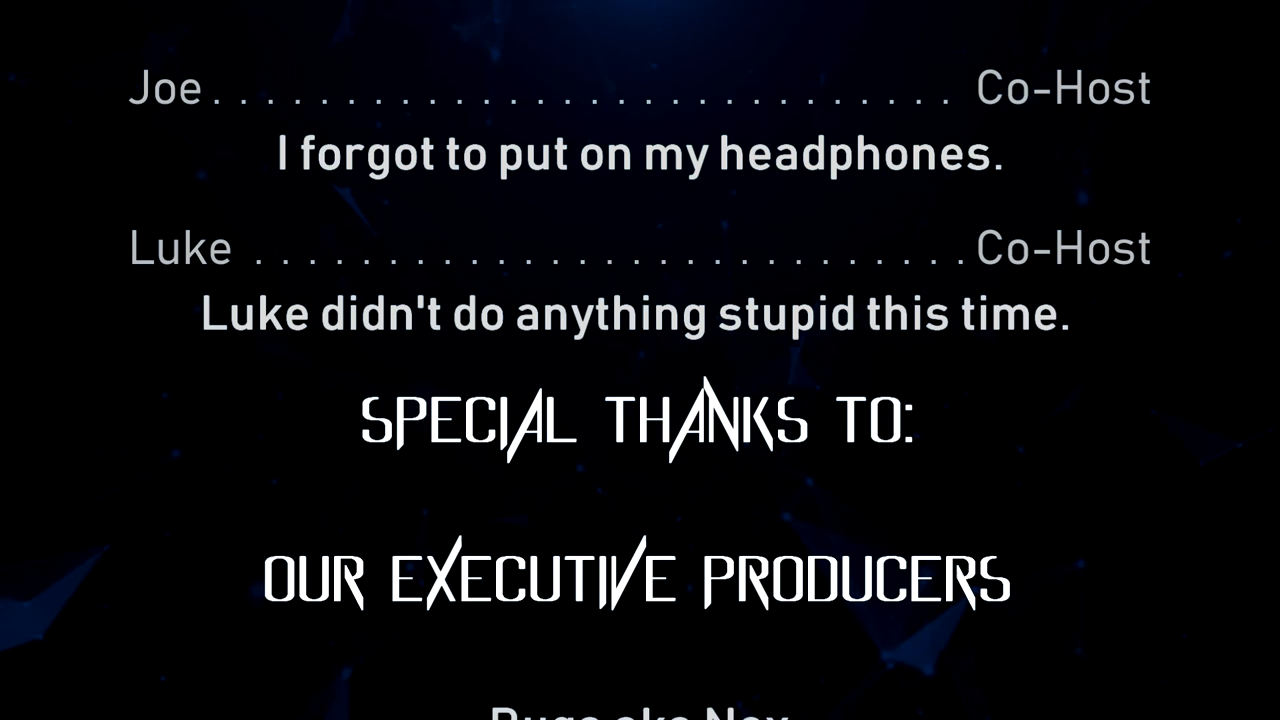 Joe . . . . . . . . . . . . . . . . . . . . . . . . . . . . Co-Host
I forgot to put on my headphones.
Luke . . . . . . . . . . . . . . . . . . . . . . . . . . . Co-Host
Luke didn't do anything stupid this time.
SPECIAL THANKS TO:
OUR EXECUTIVE PRODUCERS